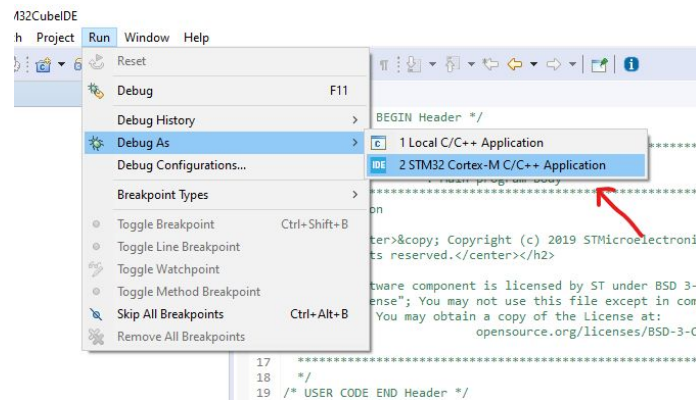 M32CubeIDE
h Project Run Window Help
Reset
Debug F11
Debug History >
Debug As >
Debug Configurations...
Breakpoint Types >
Toggle Breakpoint Ctrl+Shift+B
Toggle Line Breakpoint
Toggle Watchpoint
Toggle Method Breakpoint
Skip All Breakpoints Ctrl+Alt+B
Remove All Breakpoints
1 Local C/C++ Application
IDE 2 STM32 Cortex-M C/C++ Application
BEGIN Header */
: Main program body
******************************************************
on
ter>&copy; Copyright (c) 2019 STMicroelectroni
ts reserved.</center></h2>
tware component is licensed by ST under BSD 3-
ense"; You may not use this file except in com
You may obtain a copy of the License at:
opensource.org/licenses/BSD-3-C
17 ******************************************************
18 */
19 /* USER CODE END Header */